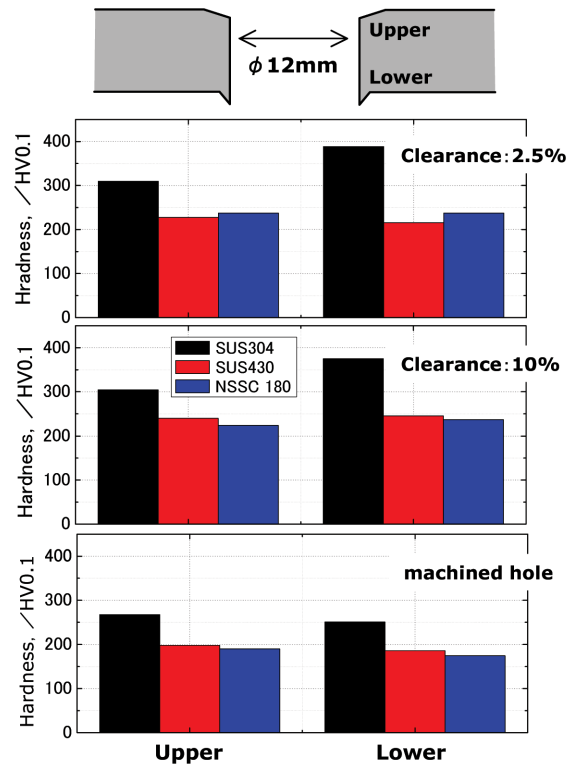 Upper
ϕ12mm
Lower
Hradness, ／HV0.1
400
300
200
100
0
Clearance：2.5%
Hardness, ／HV0.1
400
300
200
100
0
SUS304
SUS430
NSSC 180
Clearance：10%
Hardness, ／HV0.1
400
300
200
100
0
machined hole
Upper Lower